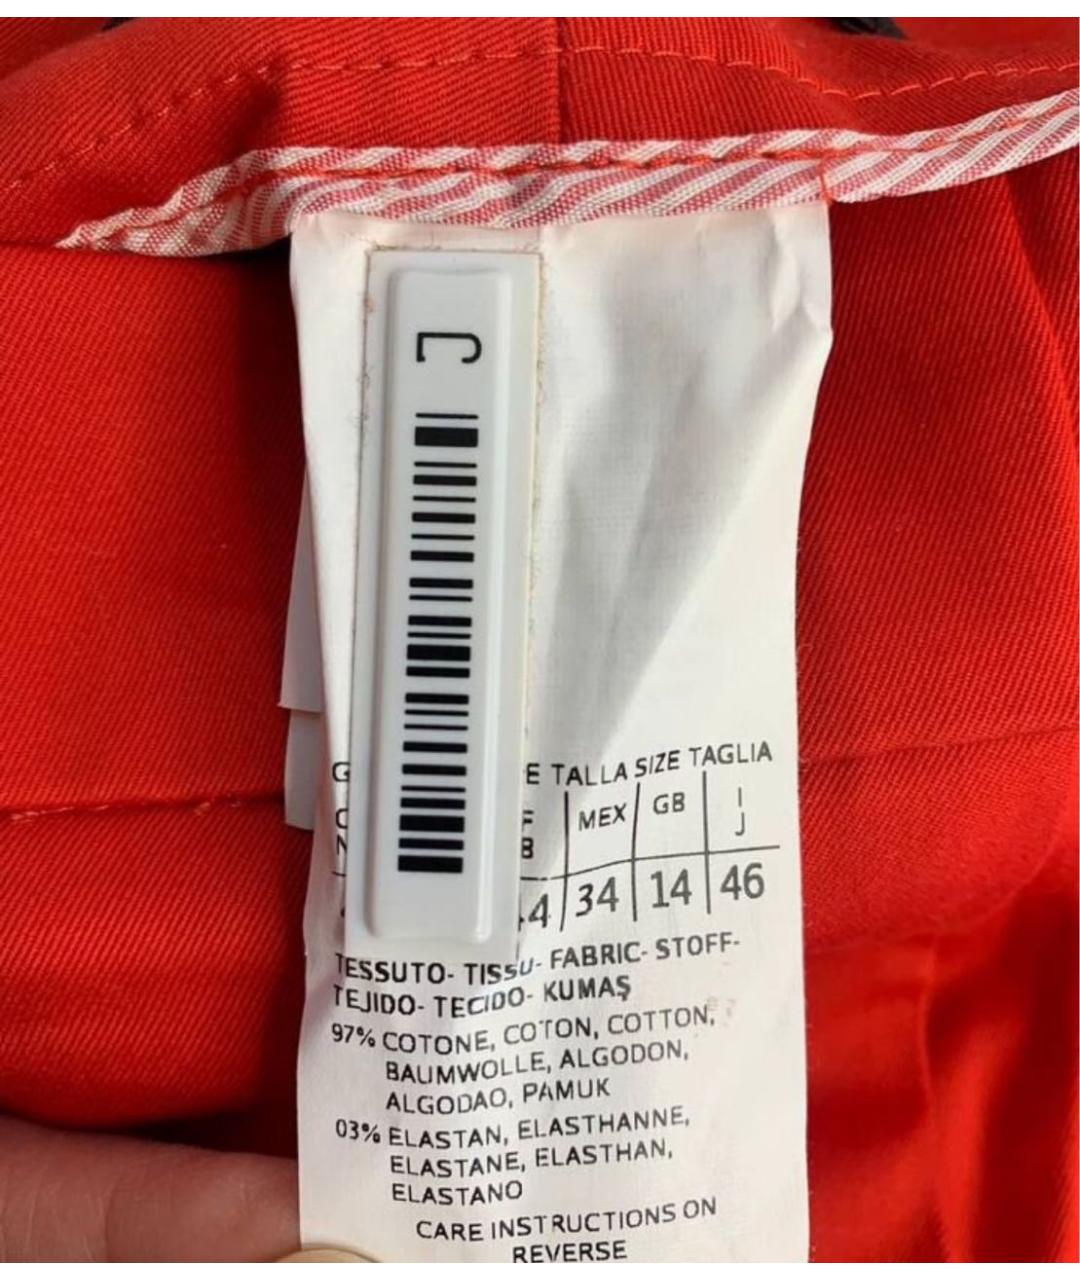 C
E TALLA SIZE TAGLIA
MEX GB I
J
34 14 46
TESSUTO- TISSU- FABRIC- STOFF-
TEJIDO- TECIDO- KUMAŞ
97% COTONE, COTON, COTTON,
BAUMWOLLE, ALGODON,
ALGODAO, PAMUK
03% ELASTAN, ELASTHANNE,
ELASTANE, ELASTHAN,
ELASTANO
CARE INSTRUCTIONS ON
REVERSE